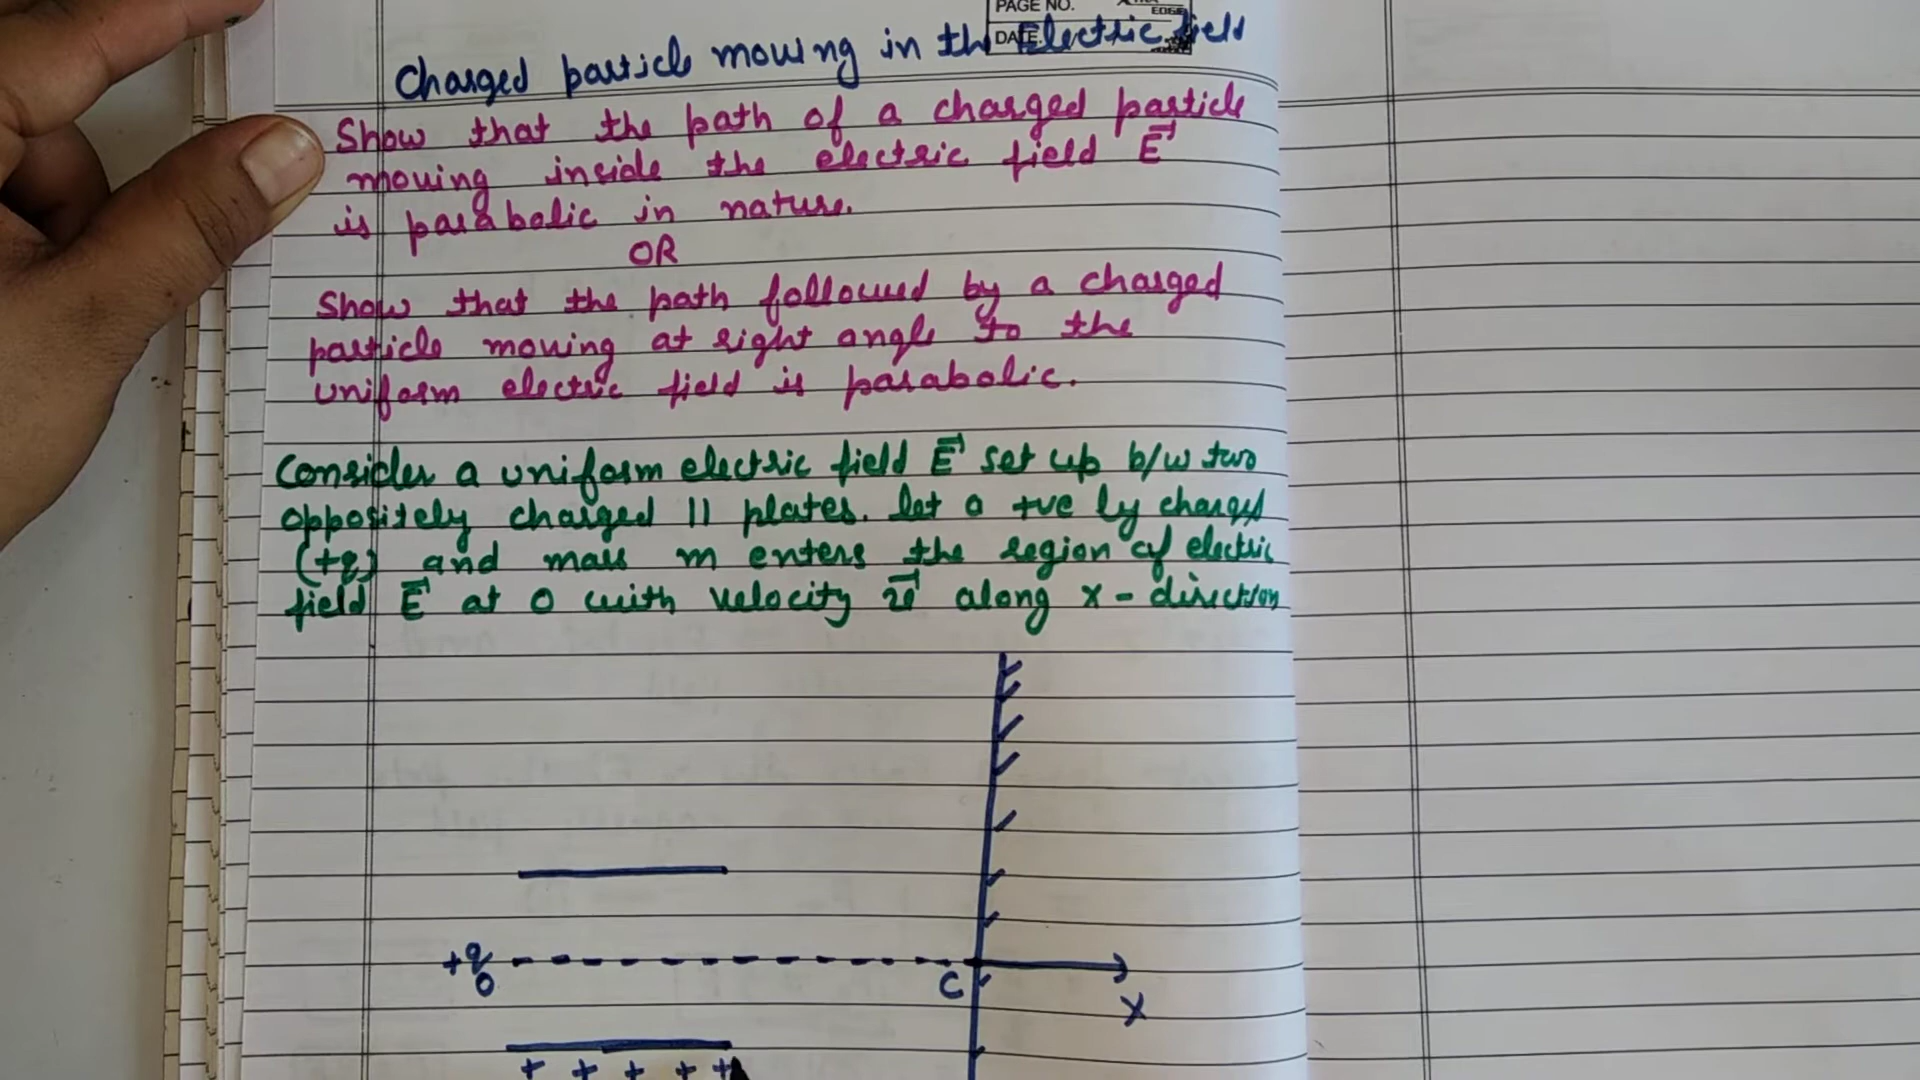 PAGE NO.
DATE
Charged particle moving in the Electric field
Show that the path of a charged particle
moving inside the electric field E⃗
is parabolic in nature.
OR
Show that the path followed by a charged
particle moving at right angle to the
uniform electric field is parabolic.
Consider a uniform electric field E⃗ set up b/w two
oppositely charged || plates. let a +ve ly charged
(+q) and mass m enters the region of electric
field E⃗ at O with velocity v⃗ along x-direction
+q
O
C
X
+ + + + +